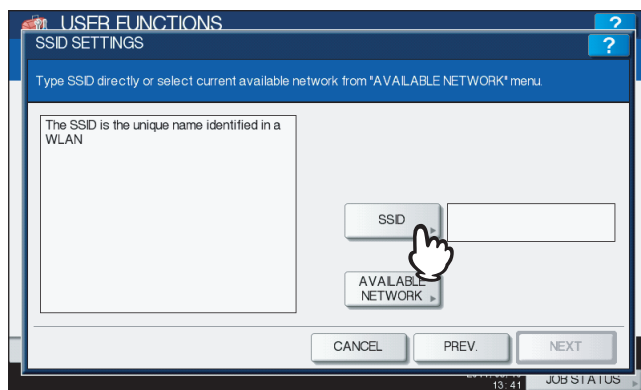 USER FUNCTIONS
?
SSID SETTINGS
?
Type SSID directly or select current available network from "AVAILABLE NETWORK" menu.
The SSID is the unique name identified in a
WLAN
SSID
AVAILABLE
NETWORK
CANCEL
PREV.
NEXT
13:41
JOB STATUS